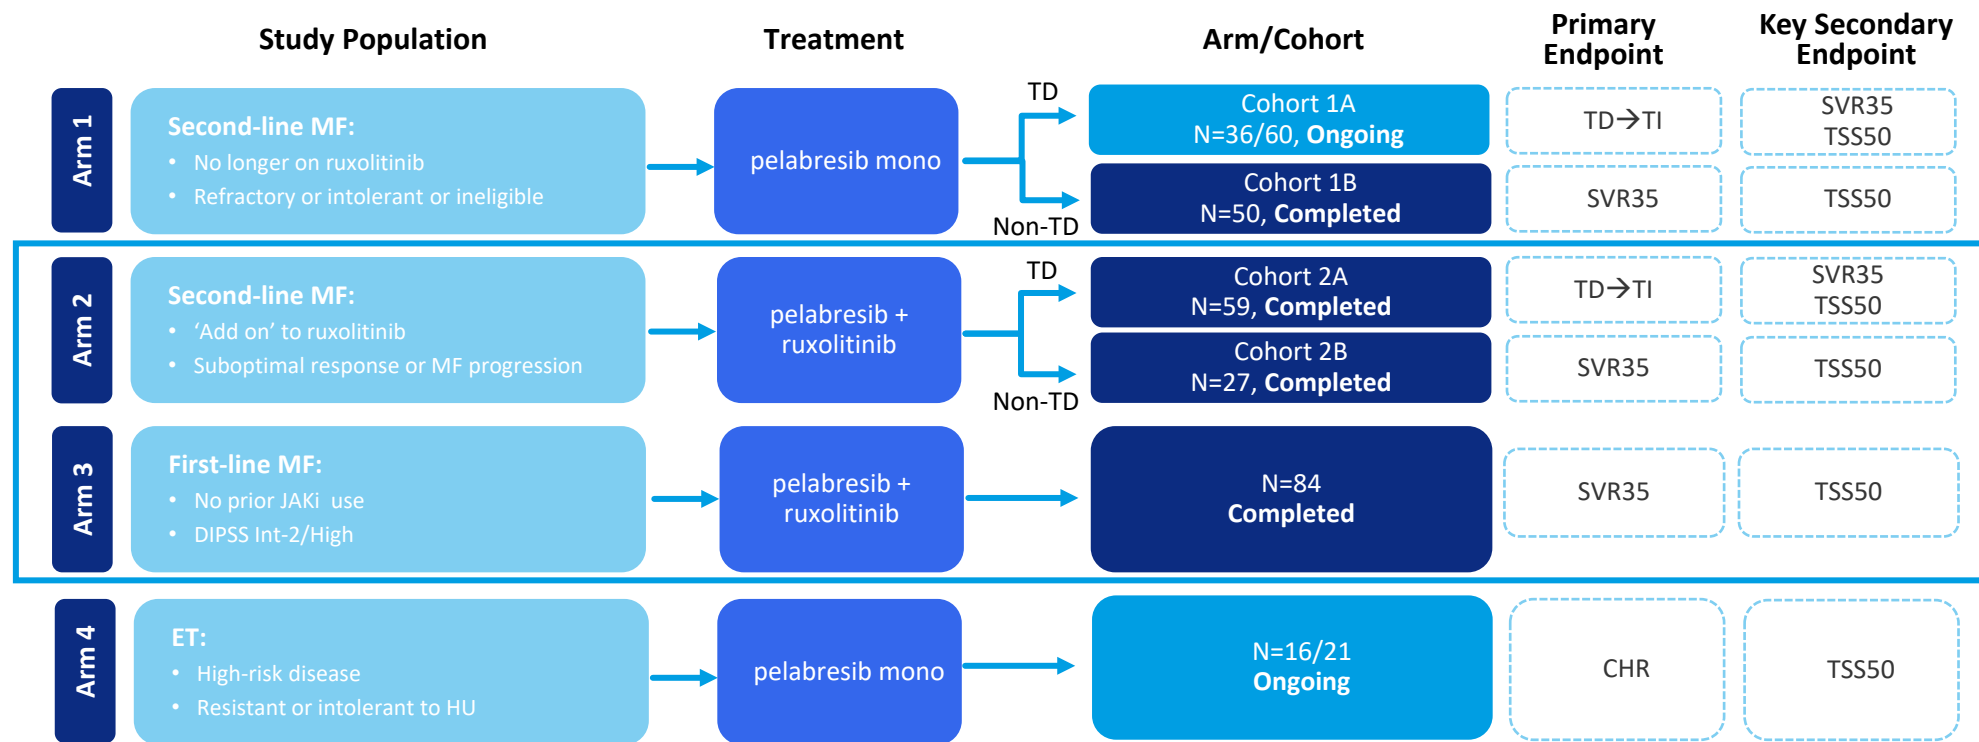 Study Population
Treatment
Arm/Cohort
Primary
Endpoint
Key Secondary
Endpoint
Arm 1
Second-line MF:
• No longer on ruxolitinib
• Refractory or intolerant or ineligible
pelabresib mono
TD
Non-TD
Cohort 1A
N=36/60, Ongoing
TD→TI
SVR35
TSS50
Cohort 1B
N=50, Completed
SVR35
TSS50
Arm 2
Second-line MF:
• ‘Add on’ to ruxolitinib
• Suboptimal response or MF progression
pelabresib +
ruxolitinib
TD
Non-TD
Cohort 2A
N=59, Completed
TD→TI
SVR35
TSS50
Cohort 2B
N=27, Completed
SVR35
TSS50
Arm 3
First-line MF:
• No prior JAKi use
• DIPSS Int-2/High
pelabresib +
ruxolitinib
N=84
Completed
SVR35
TSS50
Arm 4
ET:
• High-risk disease
• Resistant or intolerant to HU
pelabresib mono
N=16/21
Ongoing
CHR
TSS50